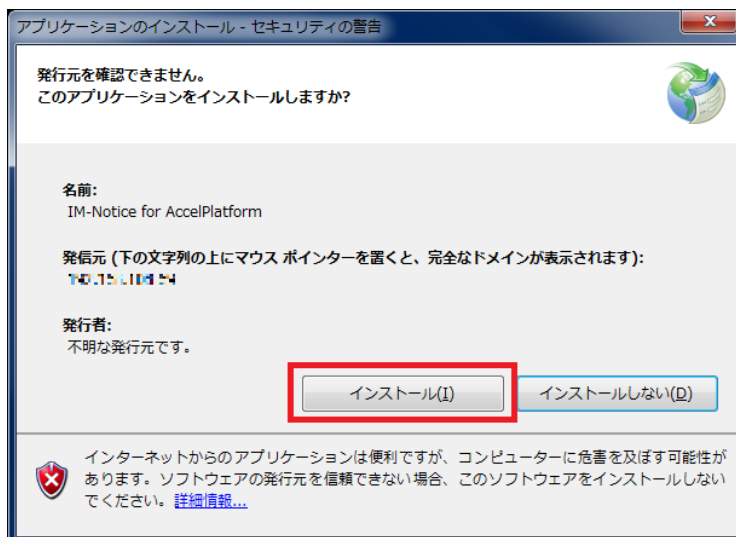 アプリケーションのインストール - セキュリティの警告
発行元を確認できません。
このアプリケーションをインストールしますか?
名前:
IM-Notice for AccelPlatform
発信元 (下の文字列の上にマウス ポインターを置くと、完全なドメインが表示されます):
発行者:
不明な発行元です。
インストール(I)
インストールしない(D)
インターネットからのアプリケーションは便利ですが、コンピューターに危害を及ぼす可能性が
あります。ソフトウェアの発行元を信頼できない場合、このソフトウェアをインストールしない
でください。詳細情報...